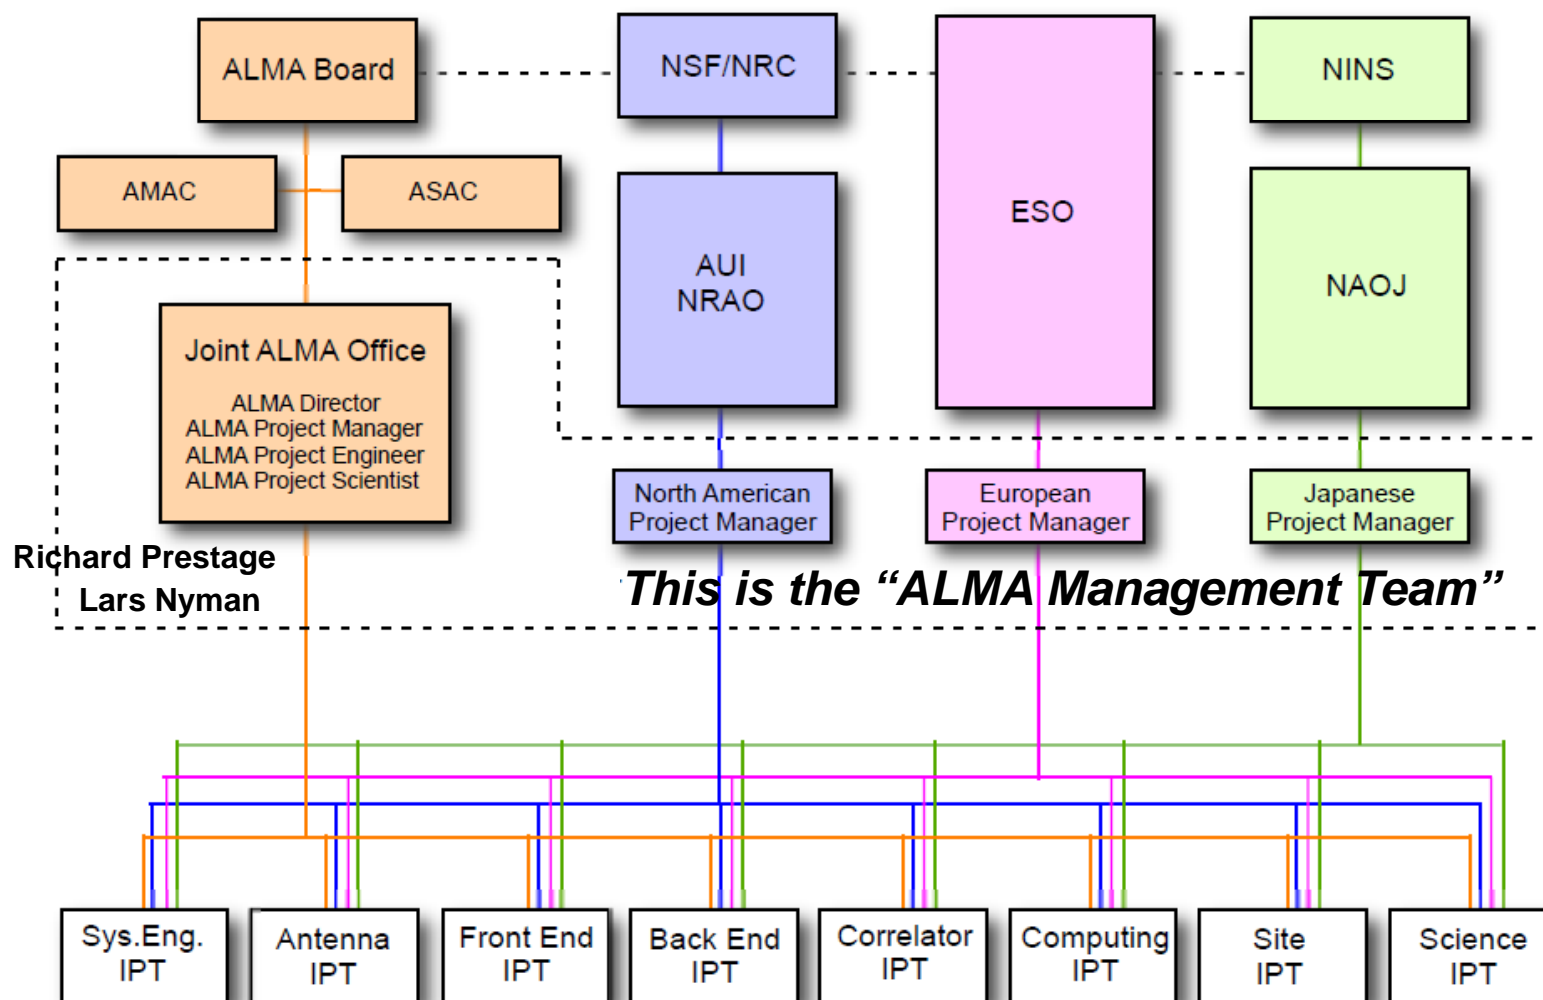 ALMA Board
NSF/NRC
NINS
AMAC
ASAC
ESO
AUI
NRAO
NAOJ
Joint ALMA Office
ALMA Director
ALMA Project Manager
ALMA Project Engineer
ALMA Project Scientist
North American
Project Manager
European
Project Manager
Japanese
Project Manager
Richard Prestage
Lars Nyman
This is the “ALMA Management Team”
Sys.Eng.
IPT
Antenna
IPT
Front End
IPT
Back End
IPT
Correlator
IPT
Computing
IPT
Site
IPT
Science
IPT